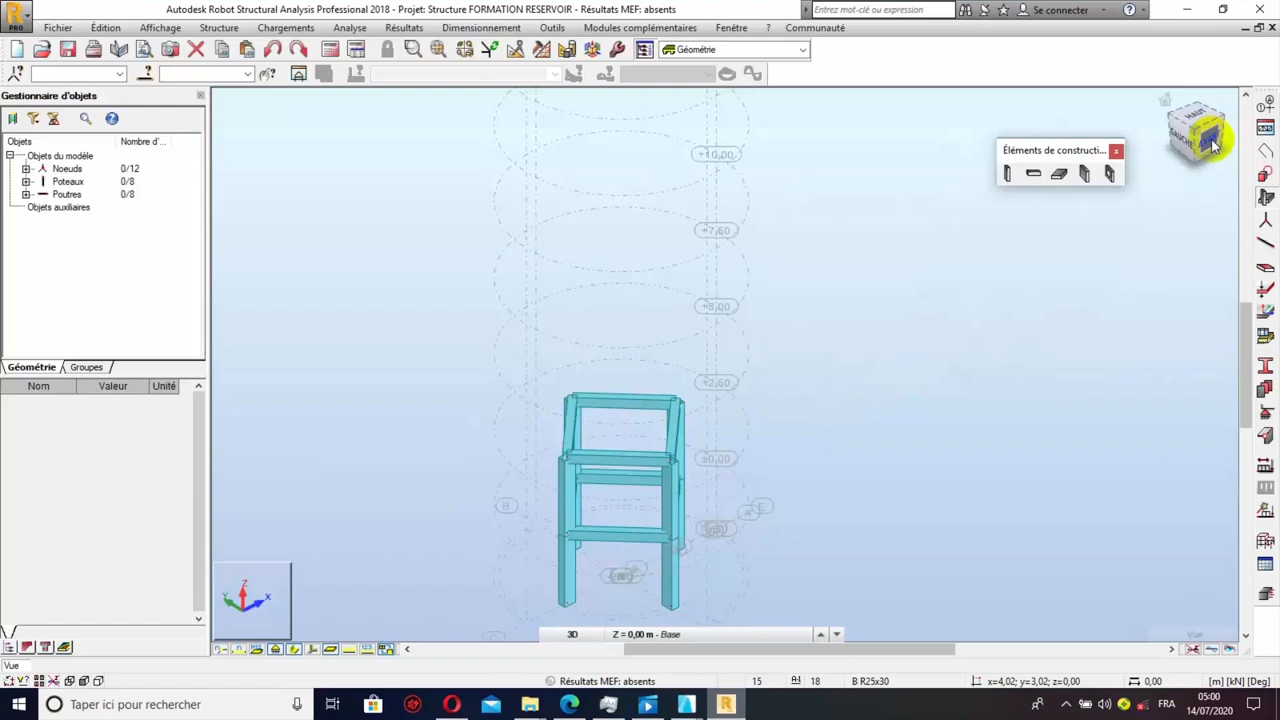 Autodesk Robot Structural Analysis Professional 2018 - Projet: Structure FORMATION RESERVOIR - Résultats MEF: absents
Entrez mot-clé ou expression
Se connecter
PRO
Fichier Edition Affichage Structure Chargements Analyse Résultats Dimensionnement Outils Modules complémentaires Fenêtre ? Communauté
Géométrie
Gestionnaire d'objets
Objets Nombre d'...
Objets du modèle
Noeuds 0/12
Poteaux 0/8
Poutres 0/8
Objets auxiliaires
Géométrie Groupes
Nom Valeur Unité
+10,00
+7,50
+5,00
+2,50
±0,00
B
E
HAUT
Éléments de constructi...
Z
Y
X
3D Z = 0,00 m - Base
Vue
Vue
Résultats MEF: absents 15 18 B R25x30 x=4,02; y=3,02; z=0,00 0,00 [m] [kN] [Deg]
Taper ici pour rechercher
FRA
05:00
14/07/2020